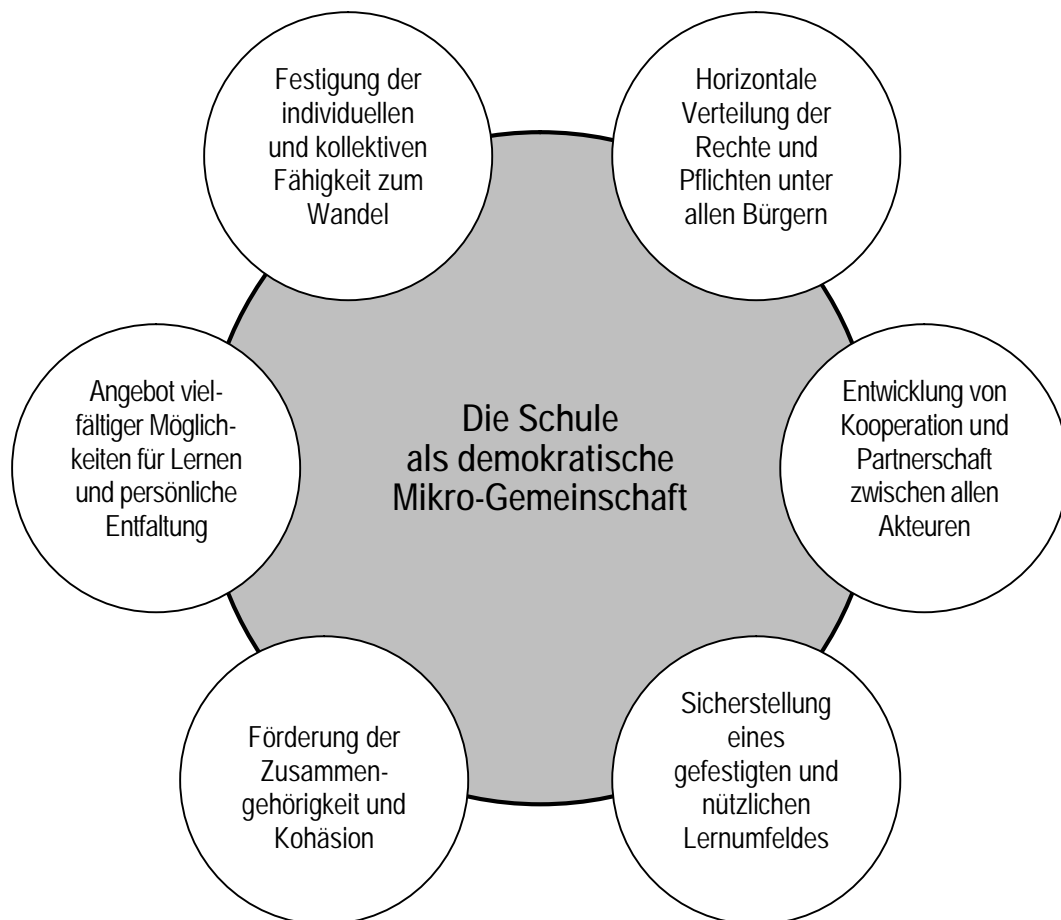 Festigung der
individuellen
und kollektiven
Fähigkeit zum
Wandel
Horizontale
Verteilung der
Rechte und
Pflichten unter
allen Bürgern
Angebot viel-
fältiger Möglich-
keiten für Lernen
und persönliche
Entfaltung
Die Schule
als demokratische
Mikro-Gemeinschaft
Entwicklung von
Kooperation und
Partnerschaft
zwischen allen
Akteuren
Förderung der
Zusammen-
gehörigkeit und
Kohäsion
Sicherstellung
eines
gefestigten und
nützlichen
Lernumfeldes